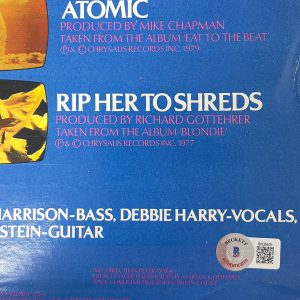 ATOMIC
PRODUCED BY MIKE CHAPMAN
TAKEN FROM THE ALBUM 'EAT TO THE BEAT'
℗ & © CHRYSALIS RECORDS INC. 1979
RIP HER TO SHREDS
PRODUCED BY RICHARD GOTTEHRER
TAKEN FROM THE ALBUM 'BLONDIE'
℗ & © CHRYSALIS RECORDS INC. 1977
HARRISON-BASS, DEBBIE HARRY-VOCALS,
STEIN-GUITAR
BECKETT